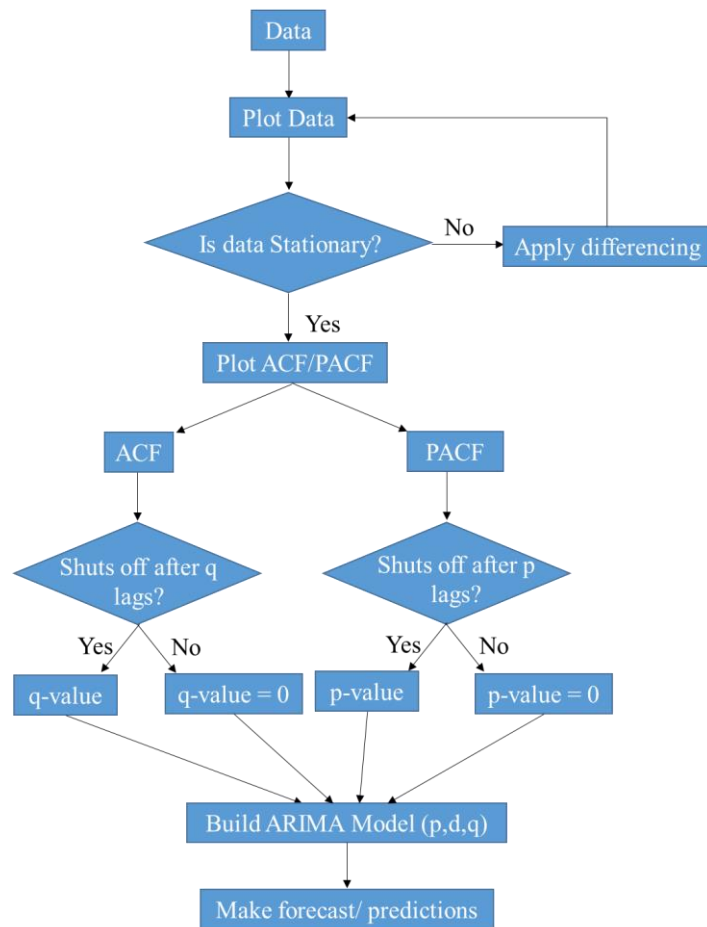 Data
Plot Data
Is data Stationary?
No
Apply differencing
Yes
Plot ACF/PACF
ACF
PACF
Shuts off after q
lags?
Shuts off after p
lags?
Yes
No
Yes
No
q-value
q-value = 0
p-value
p-value = 0
Build ARIMA Model (p,d,q)
Make forecast/ predictions